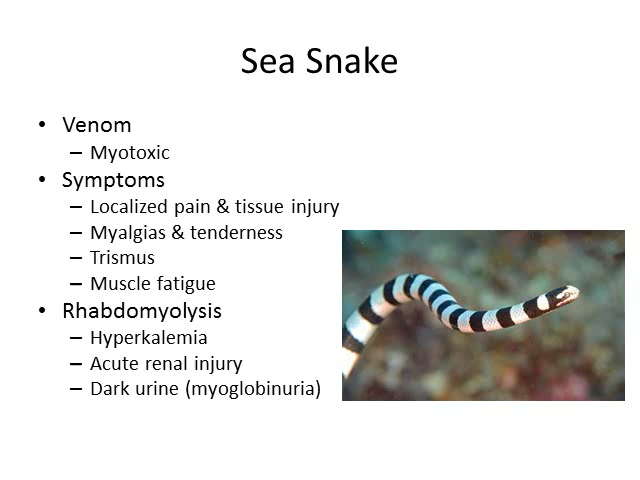 Sea Snake
• Venom
– Myotoxic
• Symptoms
– Localized pain & tissue injury
– Myalgias & tenderness
– Trismus
– Muscle fatigue
• Rhabdomyolysis
– Hyperkalemia
– Acute renal injury
– Dark urine (myoglobinuria)